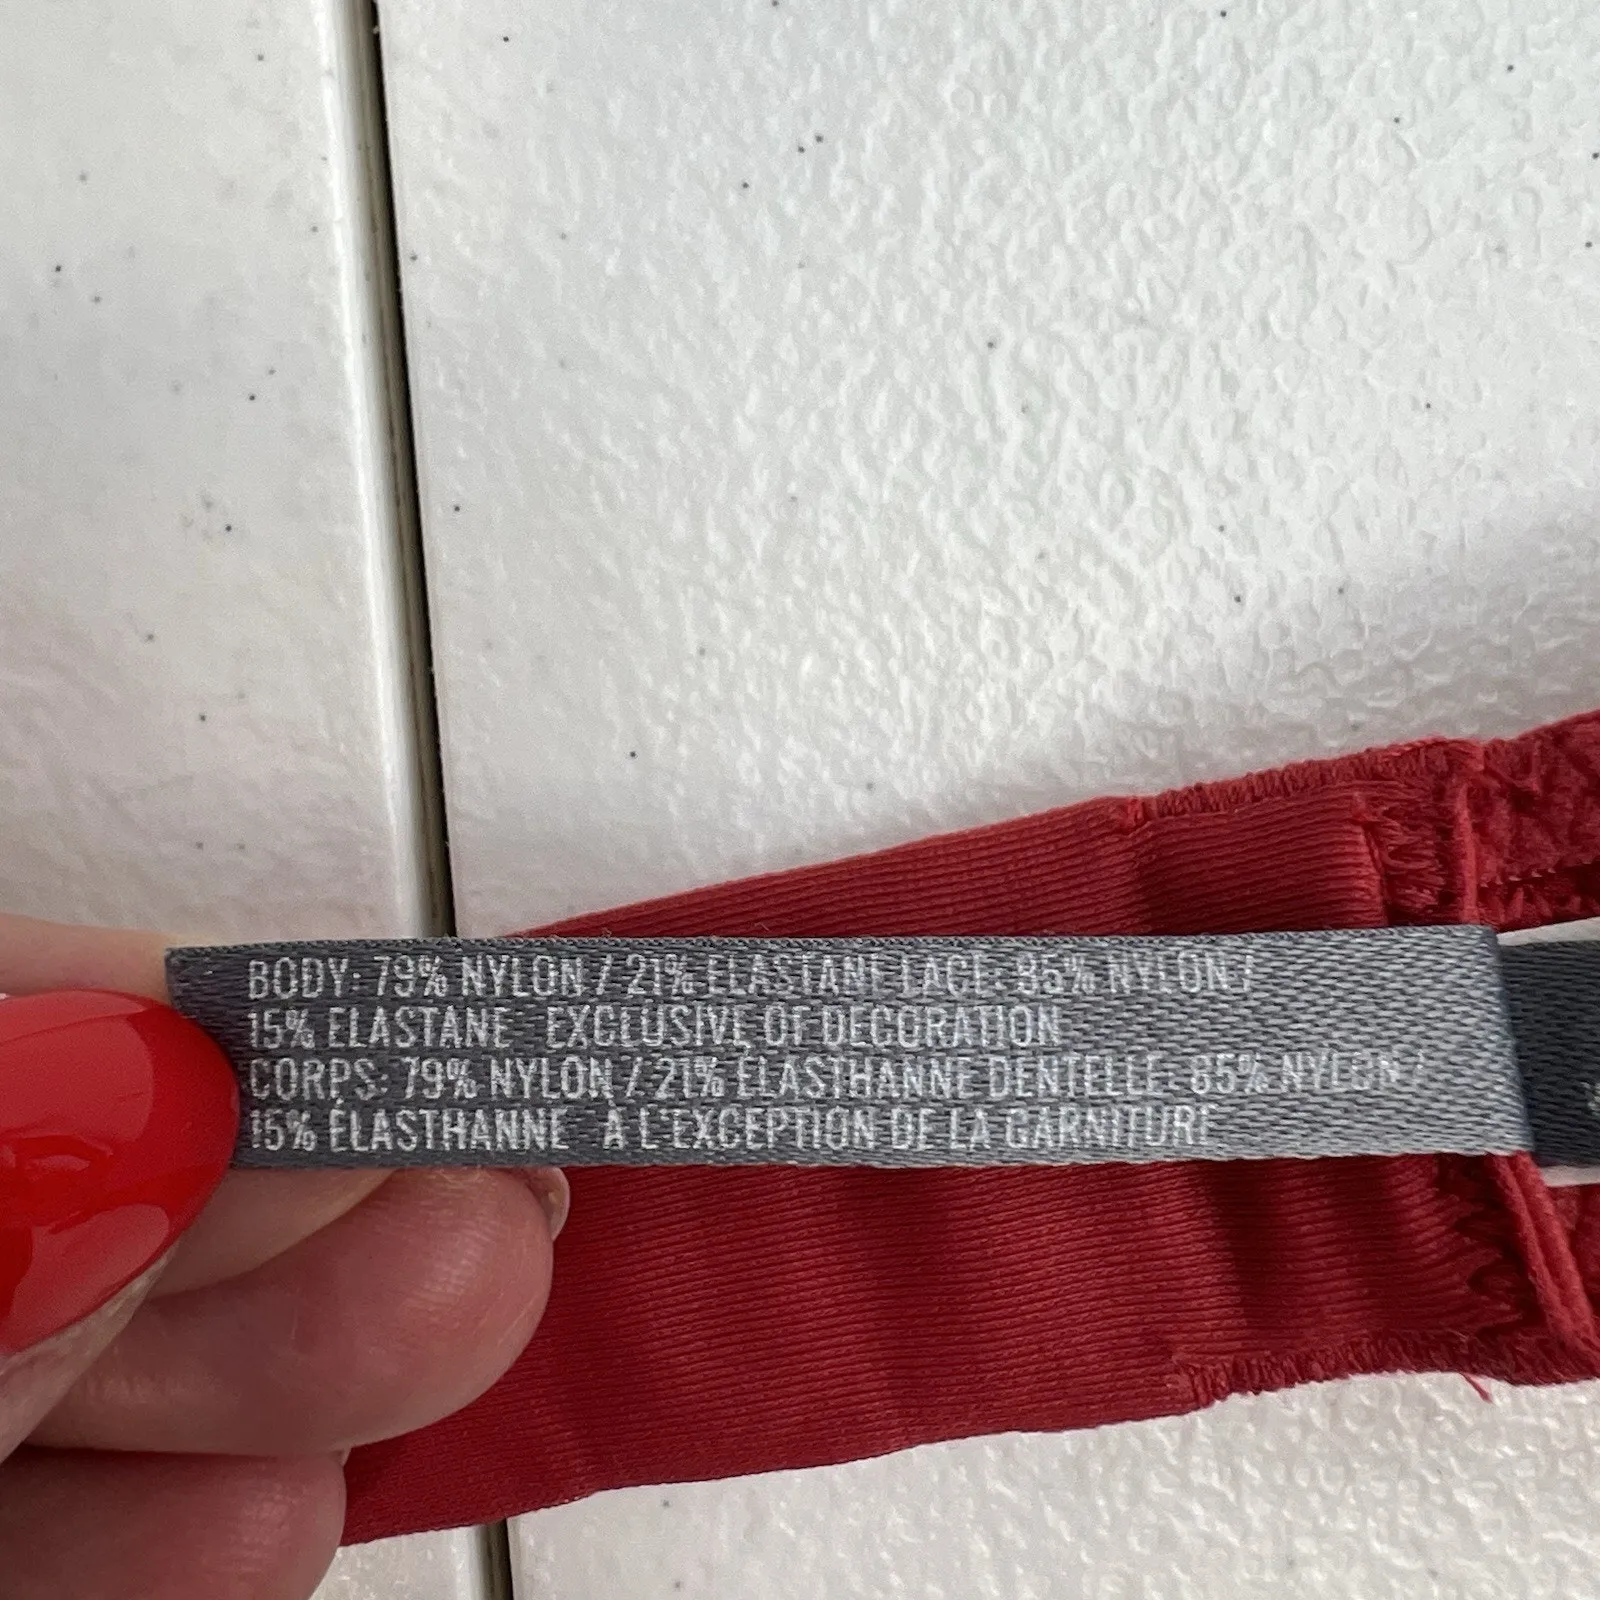 BODY: 79% NYLON / 21% ELASTANE LACE: 85% NYLON /
15% ELASTANE EXCLUSIVE OF DECORATION
CORPS: 79% NYLON / 21% ÉLASTHANNE DENTELLE: 85% NYLON /
15% ÉLASTHANNE À L'EXCEPTION DE LA GARNITURE